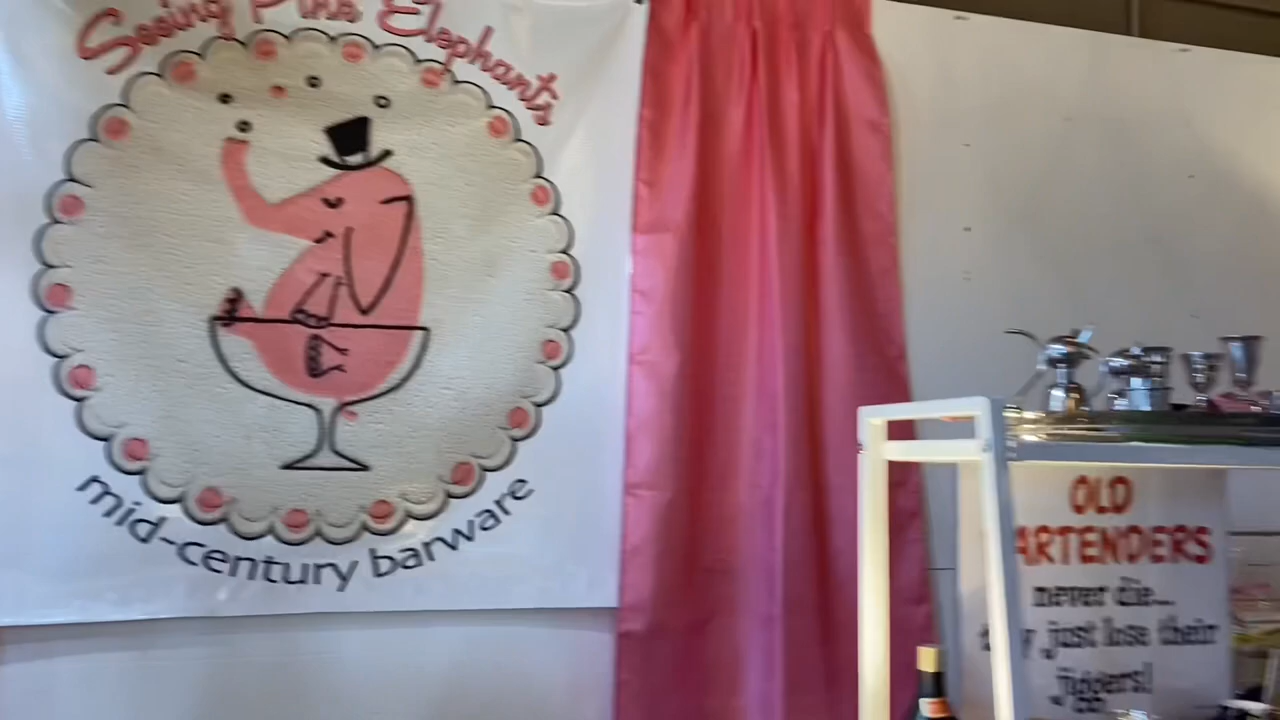 Seeing Pink Elephants
mid-century barware
OLD
ARTENDERS
never die...
just lose their
jiggers!